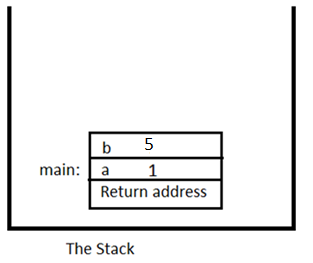 b 5
main: a 1
Return address
The Stack